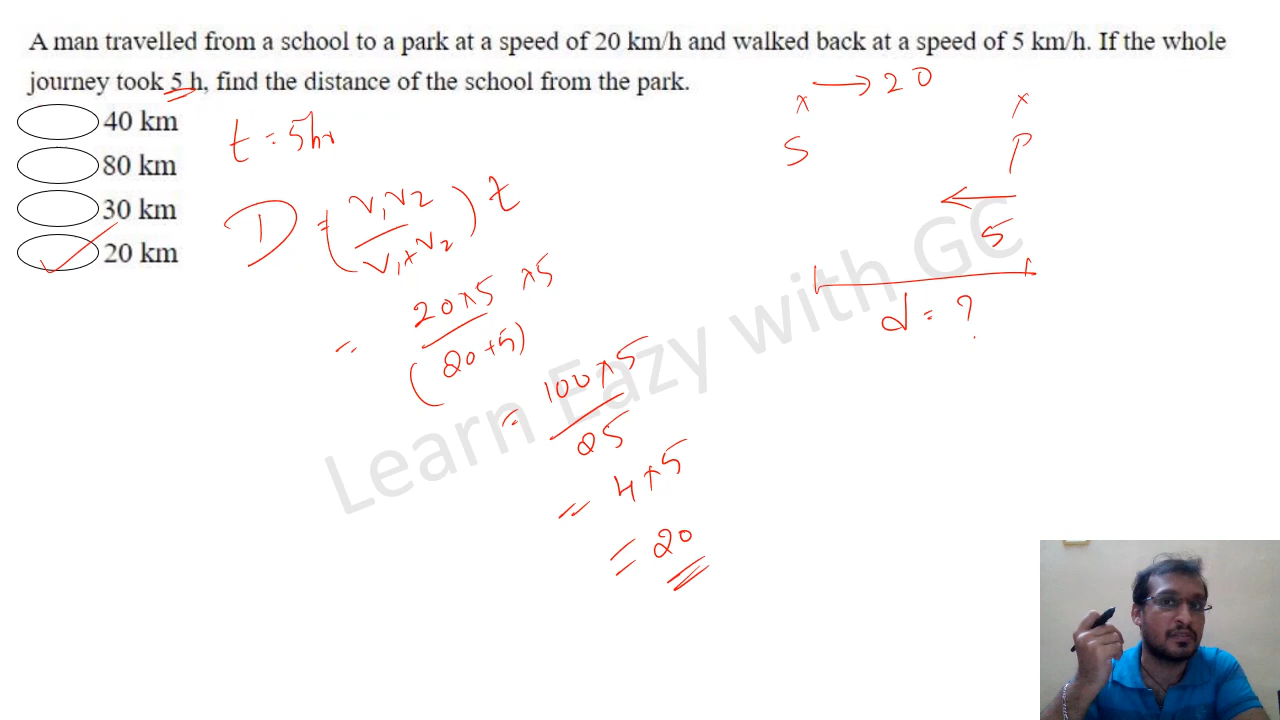 A man travelled from a school to a park at a speed of 20 km/h and walked back at a speed of 5 km/h. If the whole
journey took 5 h, find the distance of the school from the park.
40 km
80 km
30 km
20 km
t = 5hr
D = (V1V2 / V1+V2) t
= 20×5 / (20+5) ×5
= 100×5 / 25
= 4×5
= 20
x → 20 x
S P
←
5
d = ?
Learn Eazy with GC